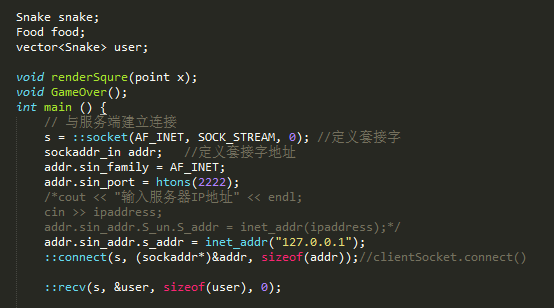 Snake snake;
Food food;
vector<Snake> user;
void renderSqure(point x);
void GameOver();
int main () {
// 与服务端建立连接
s = ::socket(AF_INET, SOCK_STREAM, 0); //定义套接字
sockaddr_in addr; //定义套接字地址
addr.sin_family = AF_INET;
addr.sin_port = htons(2222);
/*cout << "输入服务器IP地址" << endl;
cin >> ipaddress;
addr.sin_addr.S_un.S_addr = inet_addr(ipaddress);*/
addr.sin_addr.s_addr = inet_addr("127.0.0.1");
::connect(s, (sockaddr*)&addr, sizeof(addr));//clientSocket.connect()
::recv(s, &user, sizeof(user), 0);